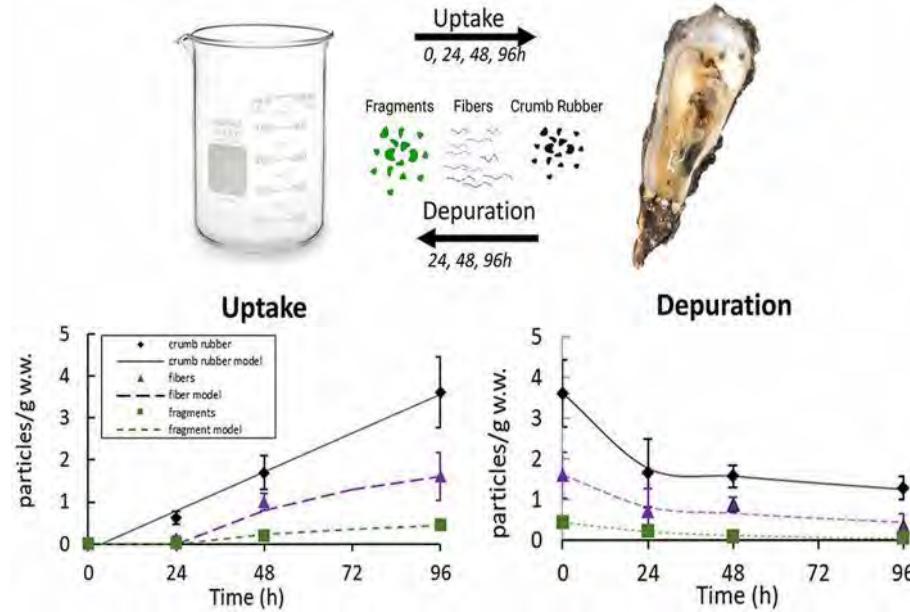 Uptake
0, 24, 48, 96h
Fragments Fibers Crumb Rubber
Depuration
24, 48, 96h
Uptake
particles/g w.w.
5
4
3
2
1
0
crumb rubber
crumb rubber model
fibers
fiber model
fragments
fragment model
0 24 48 72 96
Time (h)
Depuration
particles/g w.w.
5
4
3
2
1
0
0 24 48 72 96
Time (h)